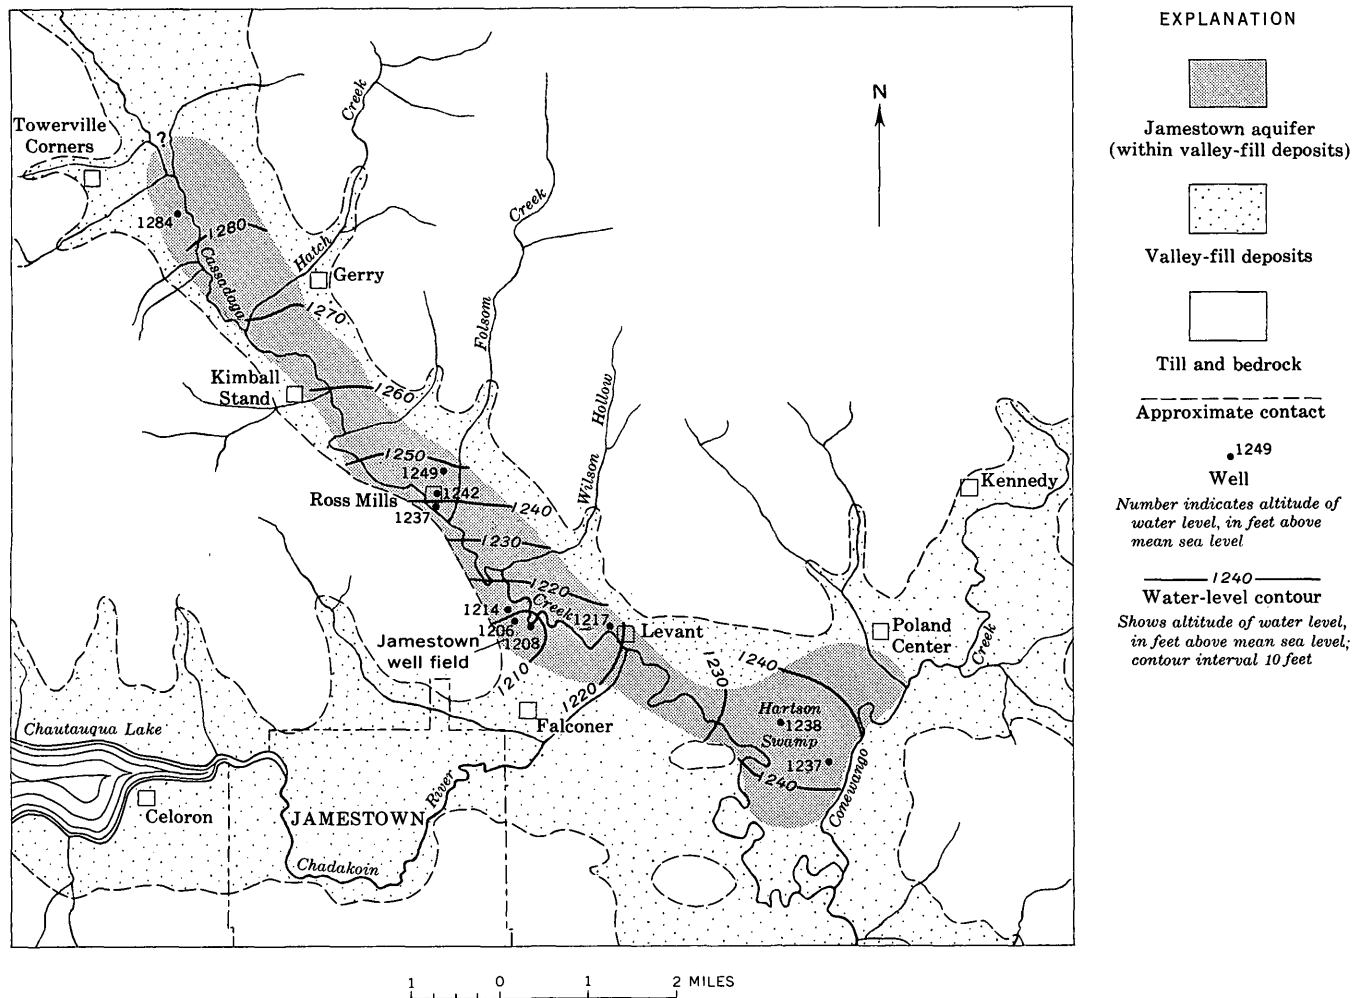 EXPLANATION
Jamestown aquifer
(within valley-fill deposits)
Valley-fill deposits
Till and bedrock
Approximate contact
1249
Well
Number indicates altitude of
water level, in feet above
mean sea level
1240
Water-level contour
Shows altitude of water level,
in feet above mean sea level;
contour interval 10 feet
N
Towerville
Corners
?
Creek
Creek
1284
1280
Hatch
Cassadaga
Gerry
1270
Folsom
Kimball
Stand
1260
Hollow
Wilson
1250
1249
Ross Mills
1242
1237
1240
Kennedy
1230
1220
Creek
1214
1206
1208
1217
Levant
Jamestown
well field
1210
1220
1230
1240
Poland
Center
Creek
Falconer
Hartson
1238
Swamp
1237
1240
Conewango
Chautauqua Lake
Celoron
JAMESTOWN
River
Chadakoin
1 0 1 2 MILES